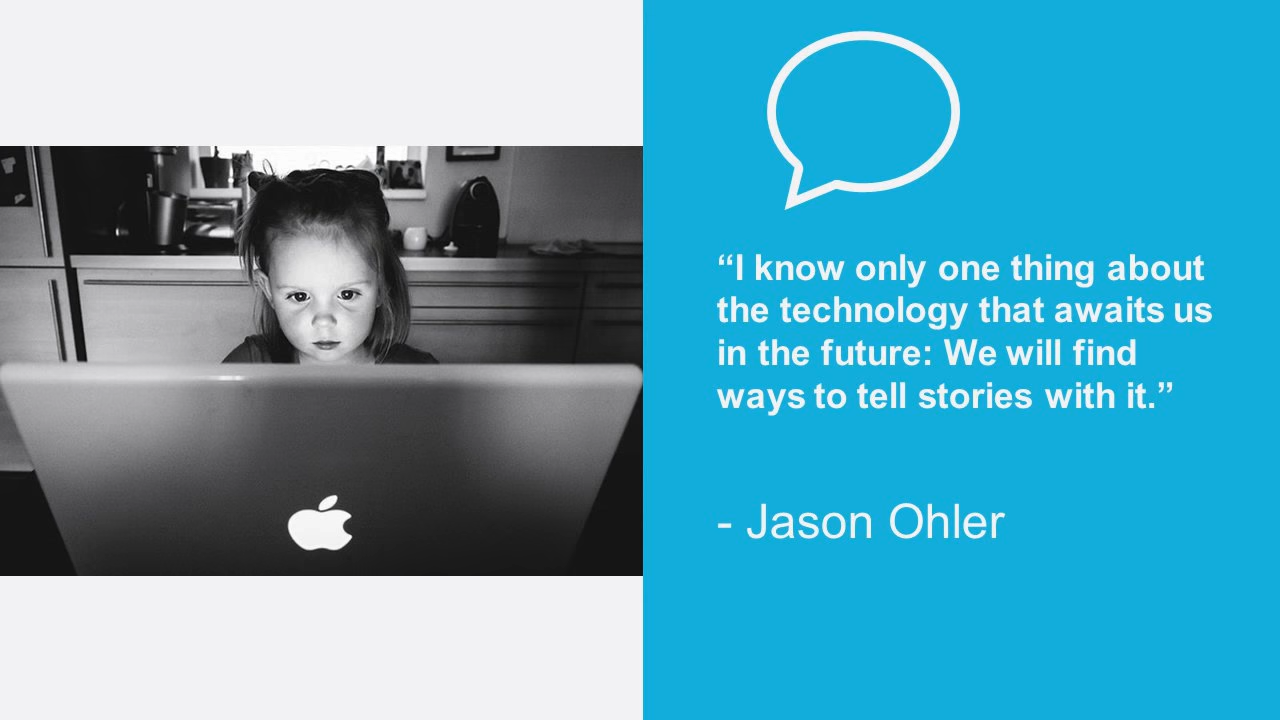 “I know only one thing about
the technology that awaits us
in the future: We will find
ways to tell stories with it.”
- Jason Ohler